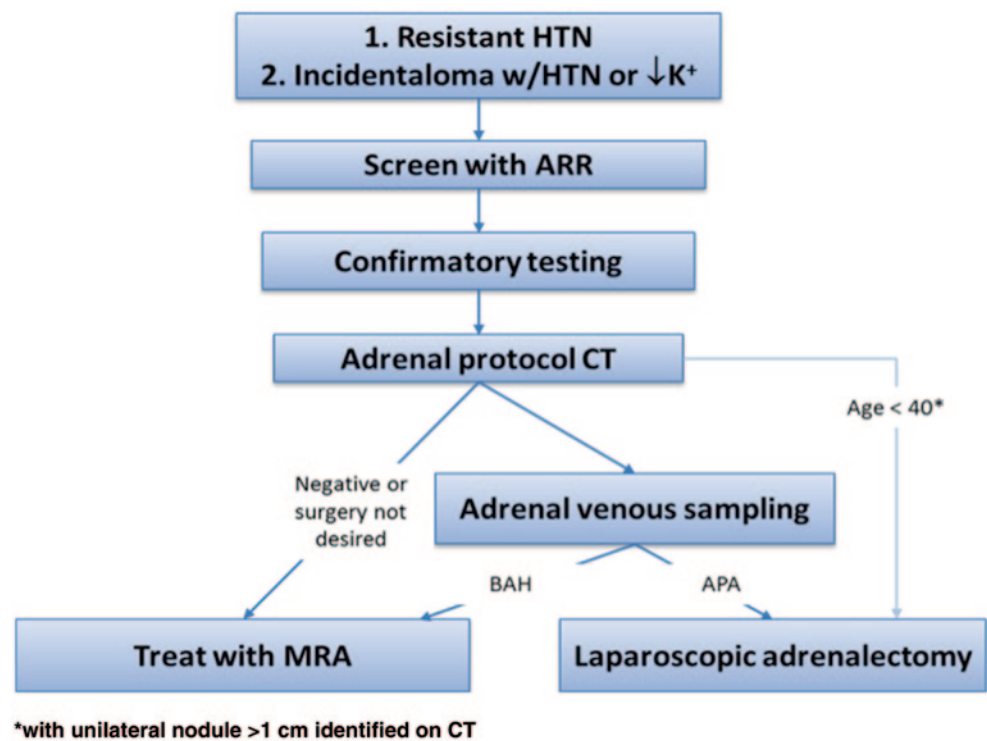 1. Resistant HTN
2. Incidentaloma w/HTN or ↓K⁺
Screen with ARR
Confirmatory testing
Adrenal protocol CT
Age < 40*
Negative or
surgery not
desired
Adrenal venous sampling
BAH
APA
Treat with MRA
Laparoscopic adrenalectomy
*with unilateral nodule >1 cm identified on CT